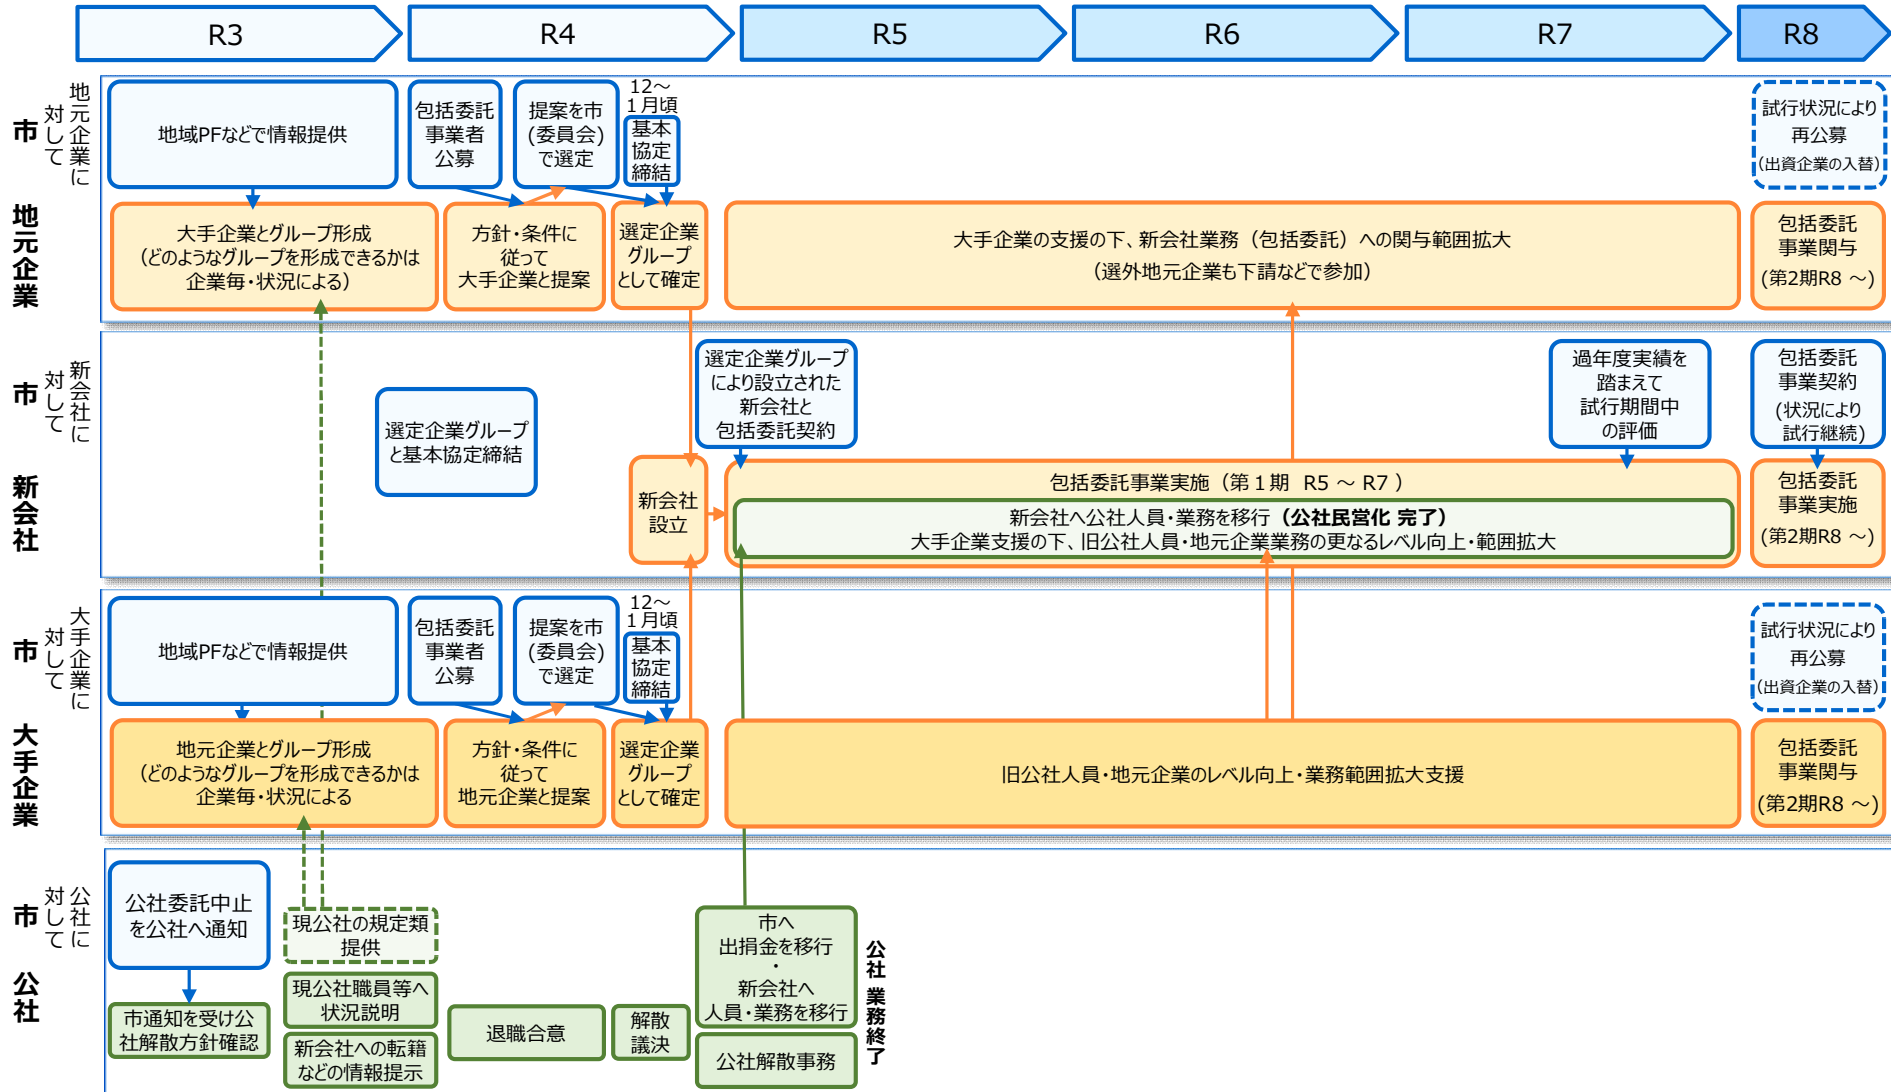 R3
R4
R5
R6
R7
R8
市
地元企業に
対して
地域PFなどで情報提供
包括委託
事業者
公募
提案を市
(委員会)
で選定
12～
1月頃
基本
協定
締結
試行状況により
再公募
(出資企業の入替)
地元企業
大手企業とグループ形成
(どのようなグループを形成できるかは
企業毎・状況による)
方針・条件に
従って
大手企業と提案
選定企業
グループ
として確定
大手企業の支援の下、新会社業務（包括委託）への関与範囲拡大
（選外地元企業も下請などで参加）
包括委託
事業関与
(第2期R8 ～)
市
新会社に
対して
選定企業グループ
と基本協定締結
選定企業グループ
により設立された
新会社と
包括委託契約
過年度実績を
踏まえて
試行期間中
の評価
包括委託
事業契約
(状況により
試行継続)
新会社
新会社
設立
包括委託事業実施（第１期 R5 ～ R7 ）
新会社へ公社人員・業務を移行（公社民営化 完了）
大手企業支援の下、旧公社人員・地元企業業務の更なるレベル向上・範囲拡大
包括委託
事業実施
(第2期R8 ～)
市
大手企業に
対して
地域PFなどで情報提供
包括委託
事業者
公募
提案を市
(委員会)
で選定
12～
1月頃
基本
協定
締結
試行状況により
再公募
(出資企業の入替)
大手企業
地元企業とグループ形成
(どのようなグループを形成できるかは
企業毎・状況による
方針・条件に
従って
地元企業と提案
選定企業
グループ
として確定
旧公社人員・地元企業のレベル向上・業務範囲拡大支援
包括委託
事業関与
(第2期R8 ～)
市
公社に
対して
公社委託中止
を公社へ通知
現公社の規定類
提供
市へ
出捐金を移行
・
新会社へ
人員・業務を移行
公社 業務終了
公社
市通知を受け公
社解散方針確認
現公社職員等へ
状況説明
新会社への転籍
などの情報提示
退職合意
解散
議決
公社解散事務